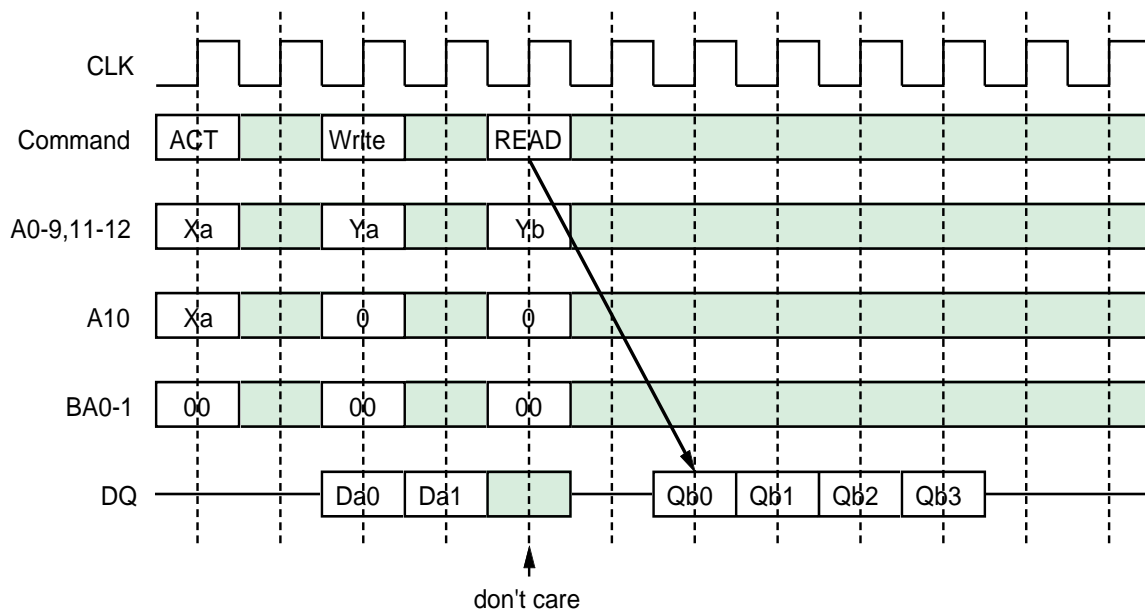 CLK
Command ACT Write READ
A0-9,11-12 Xa Ya Yb
A10 Xa 0 0
BA0-1 00 00 00
DQ Da0 Da1 Qb0 Qb1 Qb2 Qb3
don't care